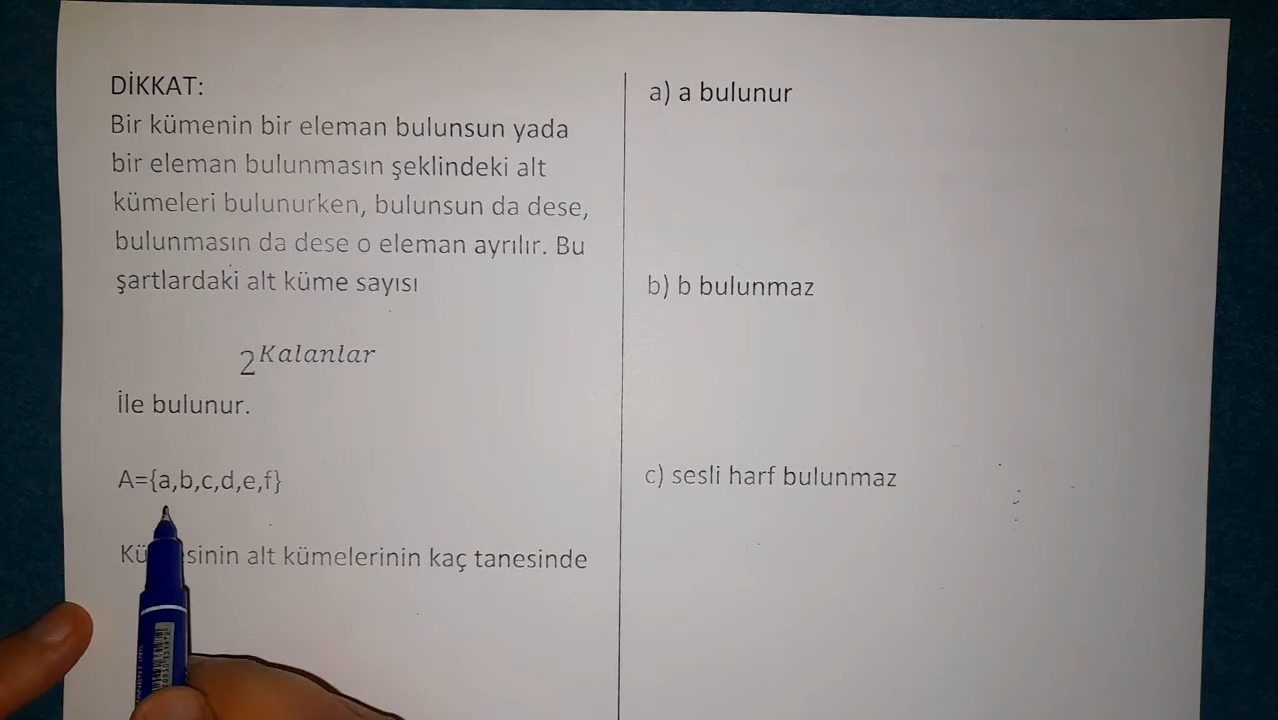 DİKKAT:
Bir kümenin bir eleman bulunsun yada
bir eleman bulunmasın şeklindeki alt
kümeleri bulunurken, bulunsun da dese,
bulunmasın da dese o eleman ayrılır. Bu
şartlardaki alt küme sayısı
2^Kalanlar
İle bulunur.
A={a,b,c,d,e,f}
sinin alt kümelerinin kaç tanesinde
a) a bulunur
b) b bulunmaz
c) sesli harf bulunmaz